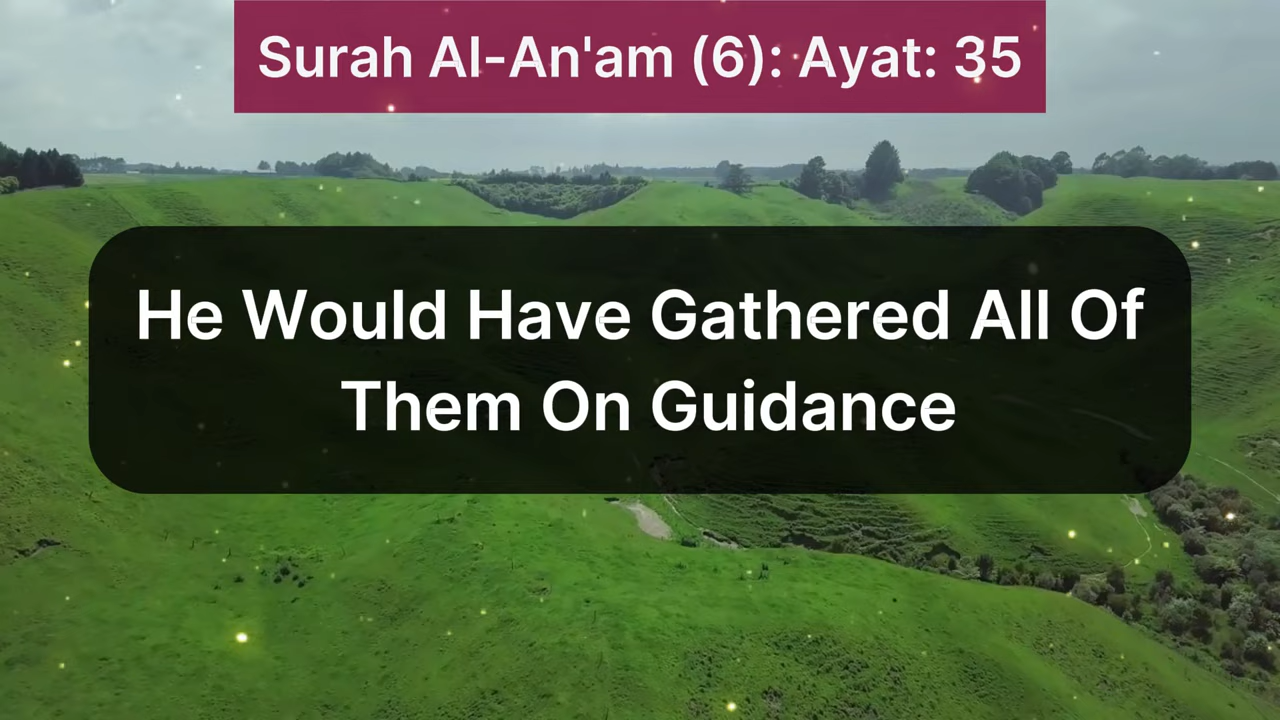 Surah Al-An'am (6): Ayat: 35
He Would Have Gathered All Of
Them On Guidance